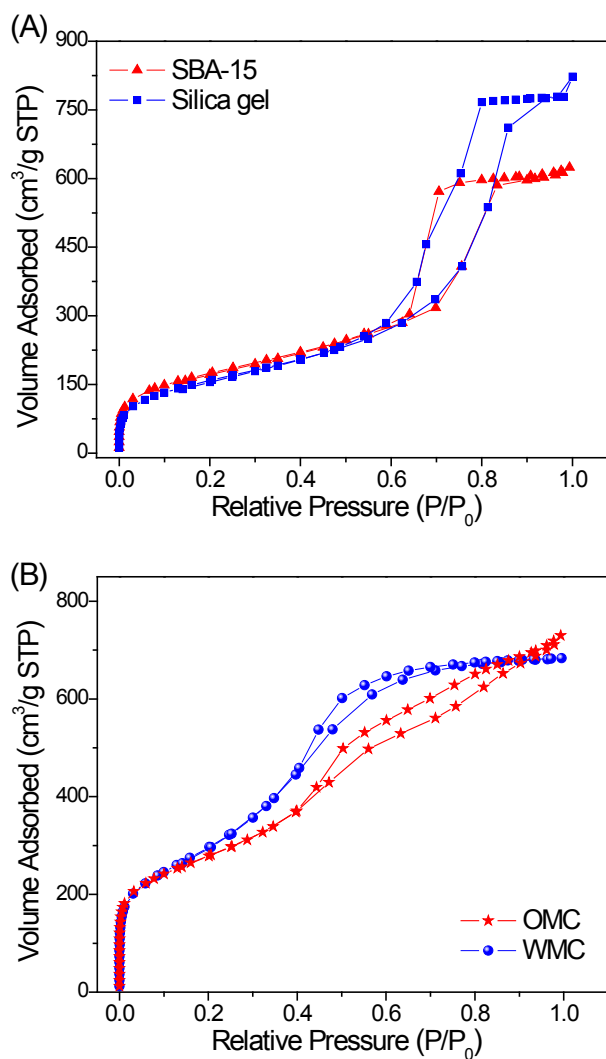 (A)
900
750
600
450
300
150
0
Volume Adsorbed (cm³/g STP)
SBA-15
Silica gel
0.0 0.2 0.4 0.6 0.8 1.0
Relative Pressure (P/P₀)
(B)
800
600
400
200
0
Volume Adsorbed (cm³/g STP)
OMC
WMC
0.0 0.2 0.4 0.6 0.8 1.0
Relative Pressure (P/P₀)